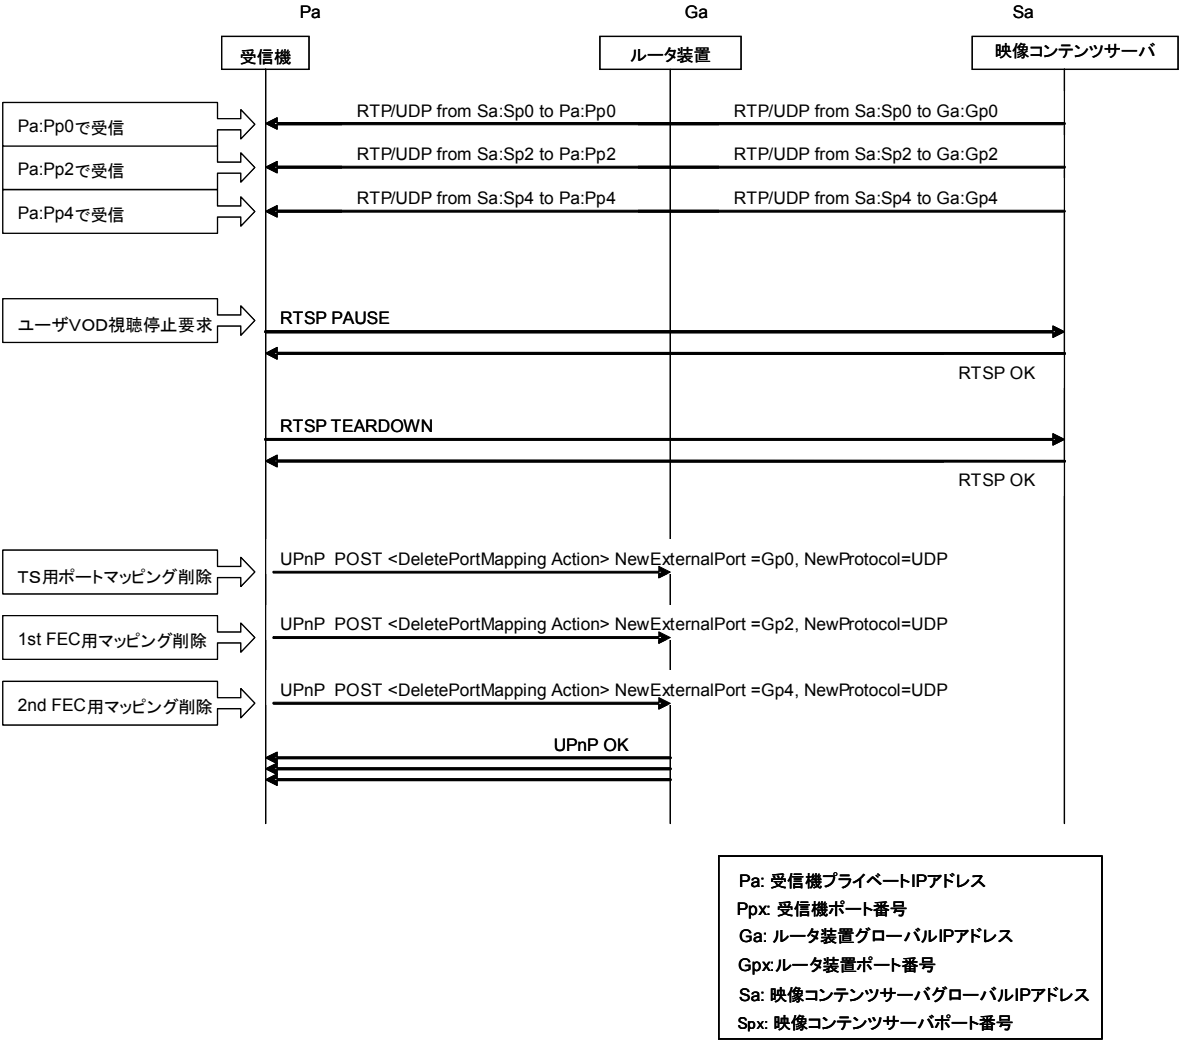 Pa
Ga
Sa
受信機
ルータ装置
映像コンテンツサーバ
Pa:Pp0で受信
RTP/UDP from Sa:Sp0 to Pa:Pp0
RTP/UDP from Sa:Sp0 to Ga:Gp0
Pa:Pp2で受信
RTP/UDP from Sa:Sp2 to Pa:Pp2
RTP/UDP from Sa:Sp2 to Ga:Gp2
Pa:Pp4で受信
RTP/UDP from Sa:Sp4 to Pa:Pp4
RTP/UDP from Sa:Sp4 to Ga:Gp4
ユーザVOD視聴停止要求
RTSP PAUSE
RTSP OK
RTSP TEARDOWN
RTSP OK
TS用ポートマッピング削除
UPnP POST <DeletePortMapping Action> NewExternalPort =Gp0, NewProtocol=UDP
1st FEC用マッピング削除
UPnP POST <DeletePortMapping Action> NewExternalPort =Gp2, NewProtocol=UDP
2nd FEC用マッピング削除
UPnP POST <DeletePortMapping Action> NewExternalPort =Gp4, NewProtocol=UDP
UPnP OK
Pa: 受信機プライベートIPアドレス
Ppx: 受信機ポート番号
Ga: ルータ装置グローバルIPアドレス
Gpx:ルータ装置ポート番号
Sa: 映像コンテンツサーバグローバルIPアドレス
Spx: 映像コンテンツサーバポート番号